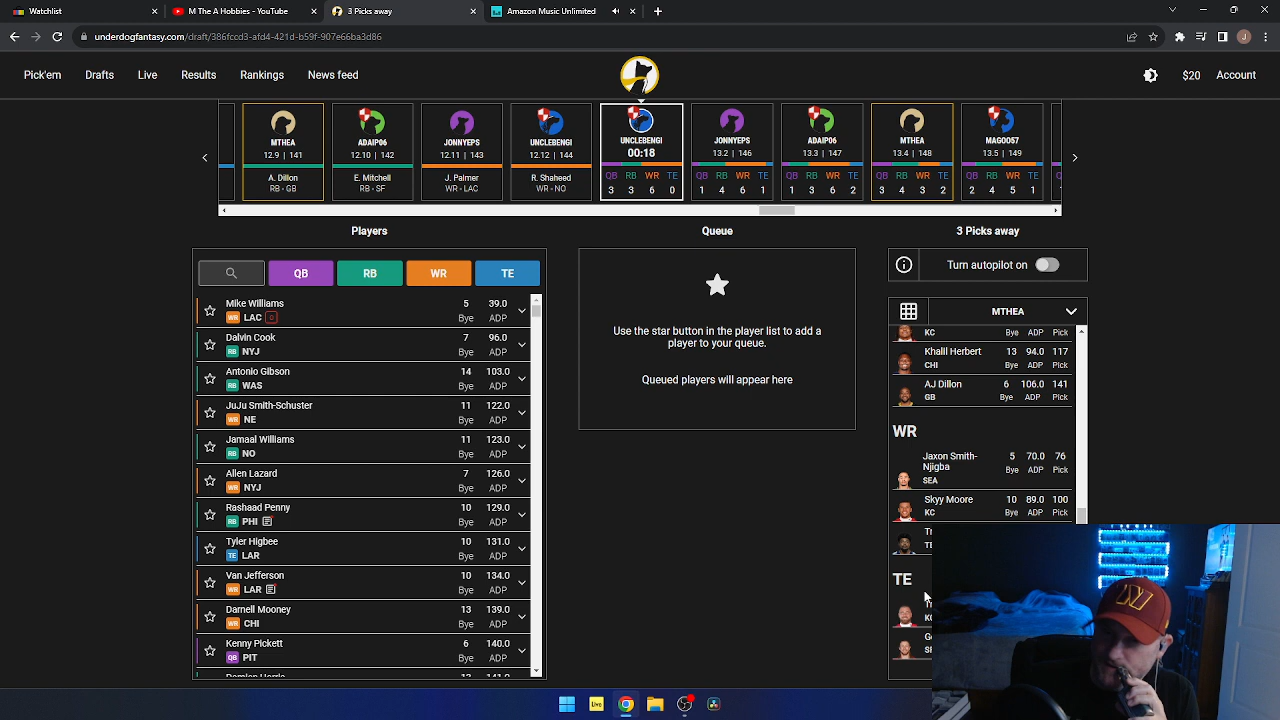 Watchlist
M The A Hobbies - YouTube
3 Picks away
Amazon Music Unlimited
underdogfantasy.com/draft/386fccd3-afd4-421d-b59f-907e66ba3d86
J
Pick'em
Drafts
Live
Results
Rankings
News feed
$20
Account
MTHEA
12.9 | 141
A. Dillon
RB - GB
ADAIP06
12.10 | 142
E. Mitchell
RB - SF
JONNYEPS
12.11 | 143
J. Palmer
WR - LAC
UNCLEBENGI
12.12 | 144
R. Shaheed
WR - NO
UNCLEBENGI
00:18
QB RB WR TE
3 3 6 0
JONNYEPS
13.2 | 146
QB RB WR TE
1 4 6 1
ADAIP06
13.3 | 147
QB RB WR TE
1 3 6 2
MTHEA
13.4 | 148
QB RB WR TE
3 4 3 2
MAGO057
13.5 | 149
QB RB WR TE
2 4 5 1
Players
QB
RB
WR
TE
Mike Williams 5 39.0
WR LAC O Bye ADP
Dalvin Cook 7 96.0
RB NYJ Bye ADP
Antonio Gibson 14 103.0
RB WAS Bye ADP
JuJu Smith-Schuster 11 122.0
WR NE Bye ADP
Jamaal Williams 11 123.0
RB NO Bye ADP
Allen Lazard 7 126.0
WR NYJ Bye ADP
Rashaad Penny 10 129.0
RB PHI Bye ADP
Tyler Higbee 10 131.0
TE LAR Bye ADP
Van Jefferson 10 134.0
WR LAR Bye ADP
Darnell Mooney 13 139.0
WR CHI Bye ADP
Kenny Pickett 6 140.0
QB PIT Bye ADP
Damien Harris 13 141.0
Queue
Use the star button in the player list to add a
player to your queue.
Queued players will appear here
3 Picks away
Turn autopilot on
MTHEA
KC Bye ADP Pick
Khalil Herbert 13 94.0 117
CHI Bye ADP Pick
AJ Dillon 6 106.0 141
GB Bye ADP Pick
WR
Jaxon Smith-
Njigba 5 70.0 76
SEA Bye ADP Pick
Skyy Moore 10 89.0 100
KC Bye ADP Pick
TE
W
Live